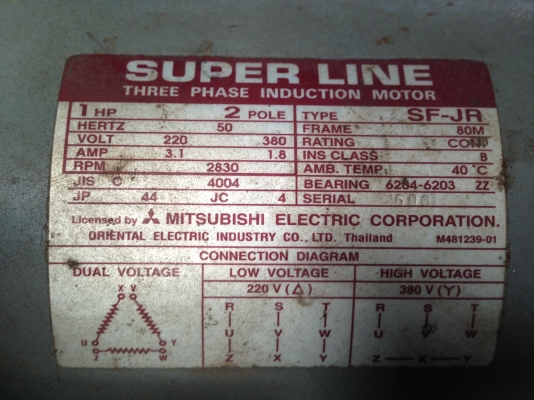 SUPER LINE
THREE PHASE INDUCTION MOTOR
1 HP 2 POLE TYPE SF-JR
HERTZ 50 FRAME 80M
VOLT 220 380 RATING CONT
AMP 3.1 1.8 INS CLASS B
RPM 2830 AMB. TEMP. 40 °C
JIS C 4004 BEARING 6204-6203 ZZ
JP 44 JC 4 SERIAL
Licensed by MITSUBISHI ELECTRIC CORPORATION.
ORIENTAL ELECTRIC INDUSTRY CO., LTD. Thailand M481239-01
CONNECTION DIAGRAM
DUAL VOLTAGE LOW VOLTAGE HIGH VOLTAGE
220 V (△) 380 V (Y)
X V R S T R S T
U Y U V W U V W
Z W Z X Y Z X Y